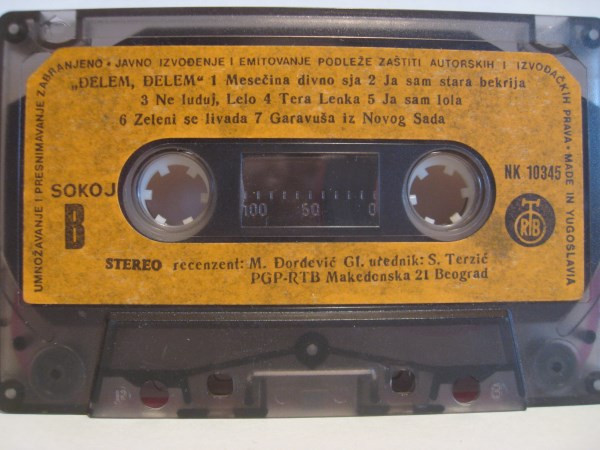 UMNOŽAVANJE I PRESNIMAVANJE ZABRANJENO • JAVNO IZVOĐENJE I EMITOVANJE PODLEŽE ZAŠTITI AUTORSKIH I IZVOĐAČKIH PRAVA • MADE IN YUGOSLAVIA
„ĐELEM, ĐELEM“ 1 Mesečina divno sja 2 Ja sam stara bekrija
3 Ne luduj, Lelo 4 Tera Lenka 5 Ja sam lola
6 Zeleni se livada 7 Garavuša iz Novog Sada
SOKOJ
B
100 50 0
NK 10345
RTB
STEREO recenzent: M. Đorđević Gl. urednik: S. Terzić
PGP-RTB Makedonska 21 Beograd